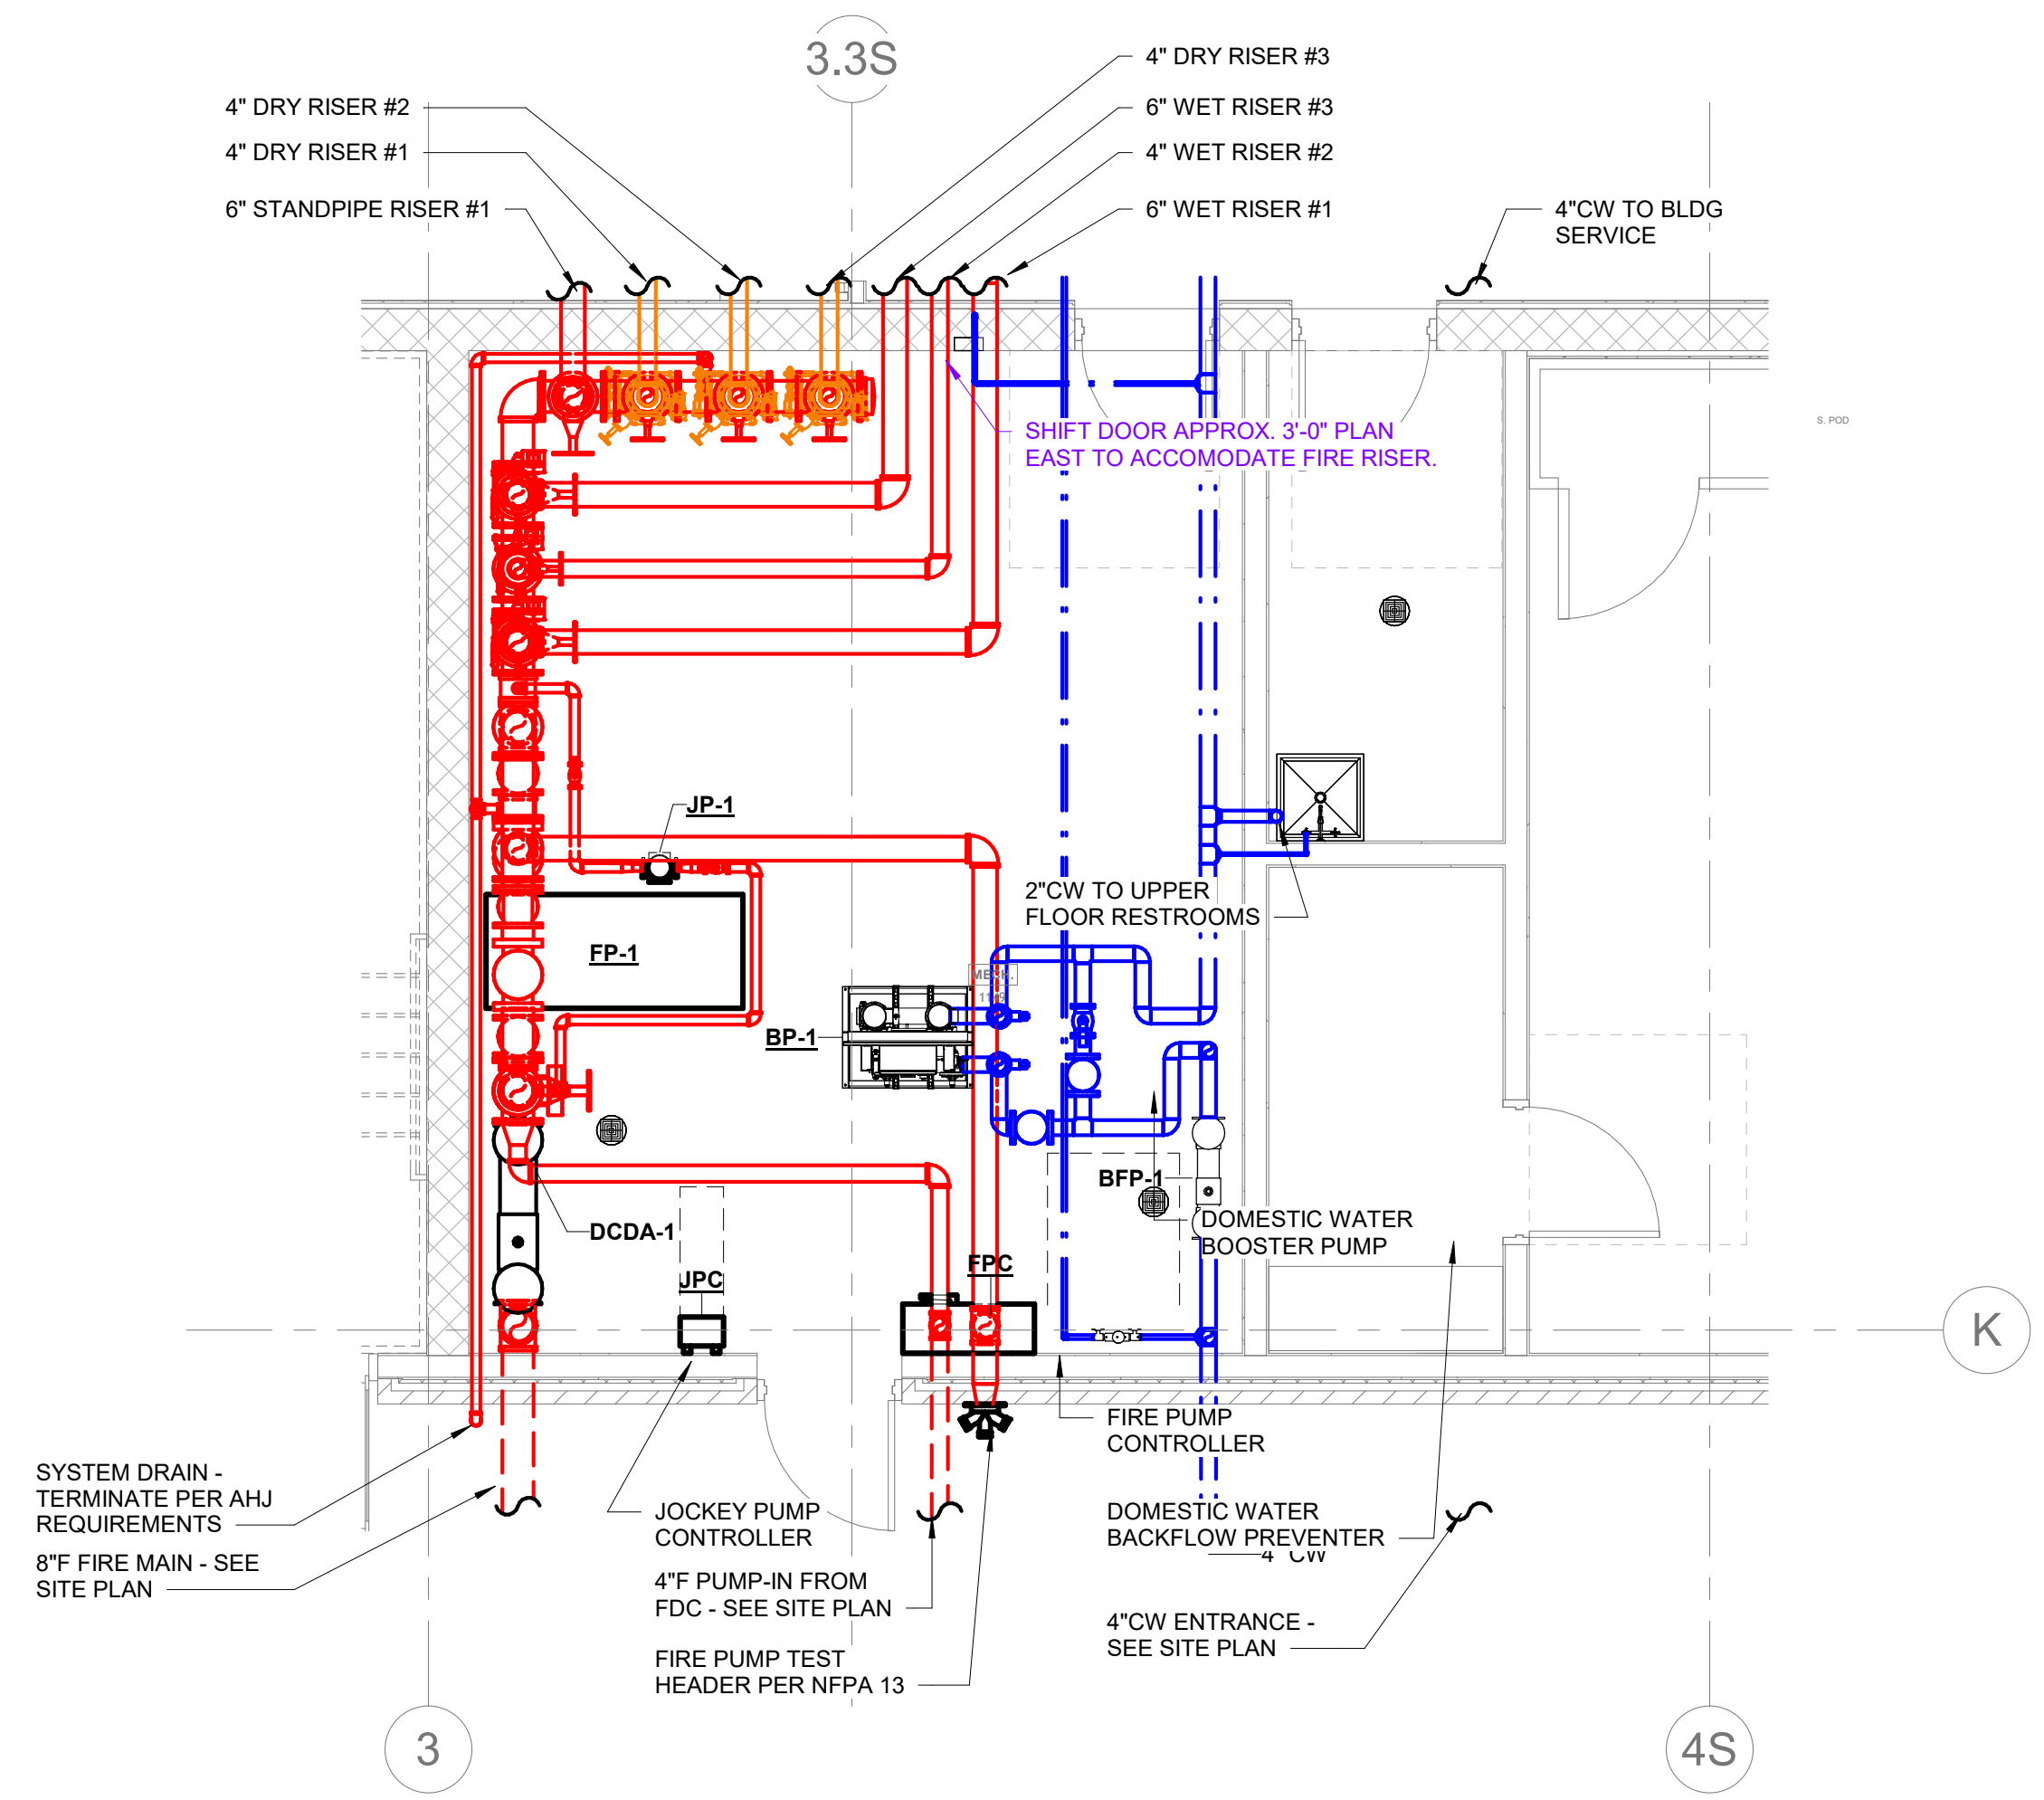 3.3S
4" DRY RISER #3
4" DRY RISER #2
6" WET RISER #3
4" DRY RISER #1
4" WET RISER #2
6" STANDPIPE RISER #1
6" WET RISER #1
4"CW TO BLDG
SERVICE
S. POD
SHIFT DOOR APPROX. 3'-0" PLAN
EAST TO ACCOMODATE FIRE RISER.
JP-1
2"CW TO UPPER
FLOOR RESTROOMS
FP-1
MECH.
BP-1
BFP-1
DOMESTIC WATER
BOOSTER PUMP
DCDA-1
FPC
JPC
K
FIRE PUMP
CONTROLLER
SYSTEM DRAIN -
TERMINATE PER AHJ
REQUIREMENTS
JOCKEY PUMP
CONTROLLER
DOMESTIC WATER
BACKFLOW PREVENTER
4" CW
8"F FIRE MAIN - SEE
SITE PLAN
4"F PUMP-IN FROM
FDC - SEE SITE PLAN
4"CW ENTRANCE -
SEE SITE PLAN
FIRE PUMP TEST
HEADER PER NFPA 13
3
4S